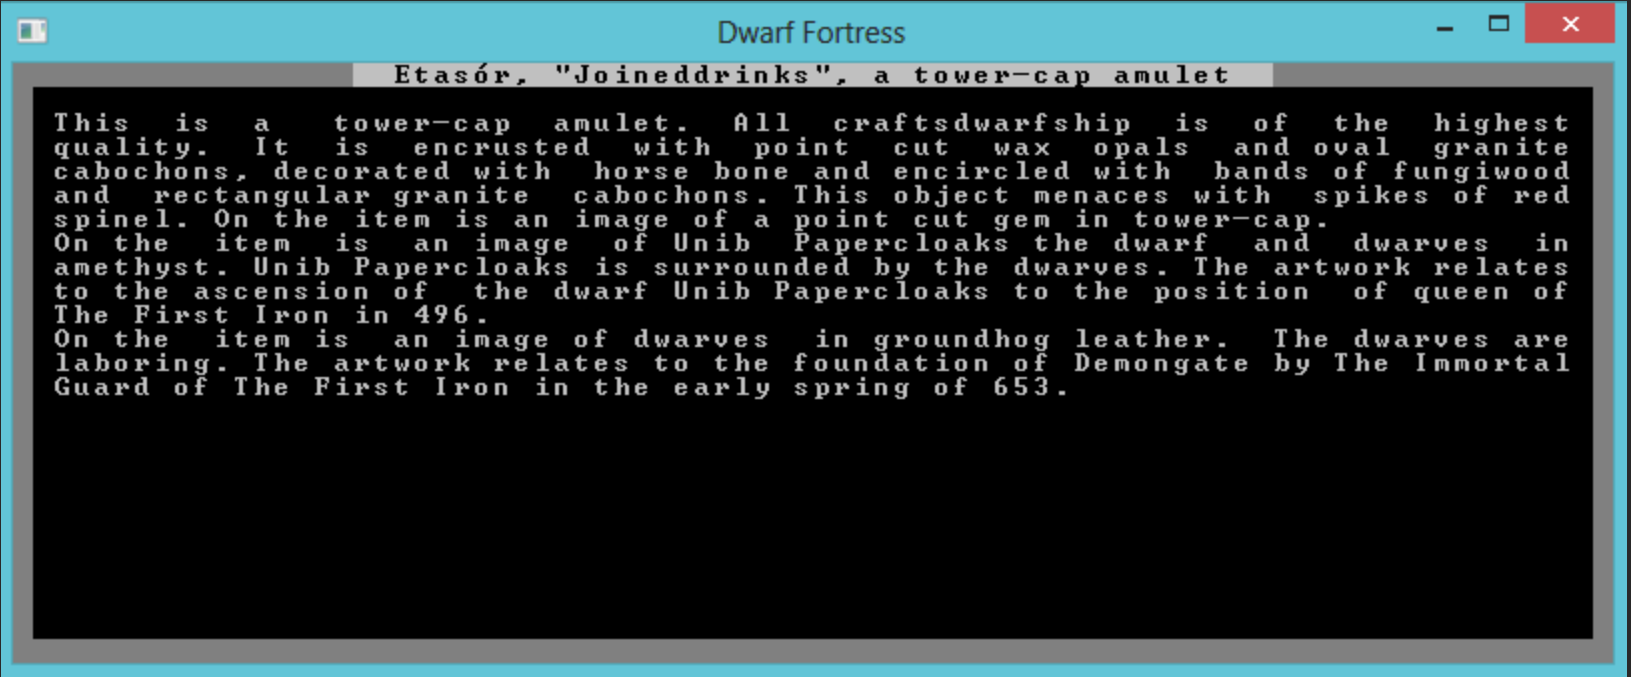 Dwarf Fortress
Etasór, "Joineddrinks", a tower-cap amulet
This is a tower-cap amulet. All craftsdwarfship is of the highest
quality. It is encrusted with point cut wax opals and oval granite
cabochons, decorated with horse bone and encircled with bands of fungiwood
and rectangular granite cabochons. This object menaces with spikes of red
spinel. On the item is an image of a point cut gem in tower-cap.
On the item is an image of Unib Papercloaks the dwarf and dwarves in
amethyst. Unib Papercloaks is surrounded by the dwarves. The artwork relates
to the ascension of the dwarf Unib Papercloaks to the position of queen of
The First Iron in 496.
On the item is an image of dwarves in groundhog leather. The dwarves are
laboring. The artwork relates to the foundation of Demongate by The Immortal
Guard of The First Iron in the early spring of 653.